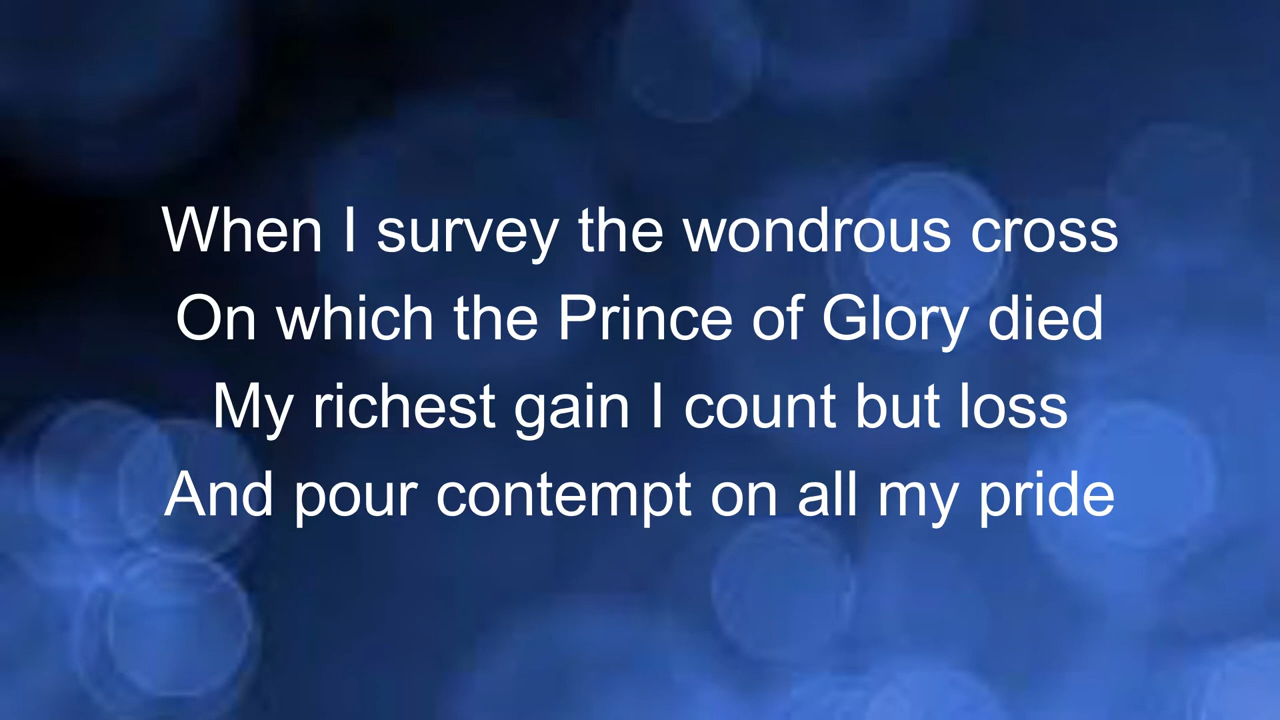 When I survey the wondrous cross
On which the Prince of Glory died
My richest gain I count but loss
And pour contempt on all my pride